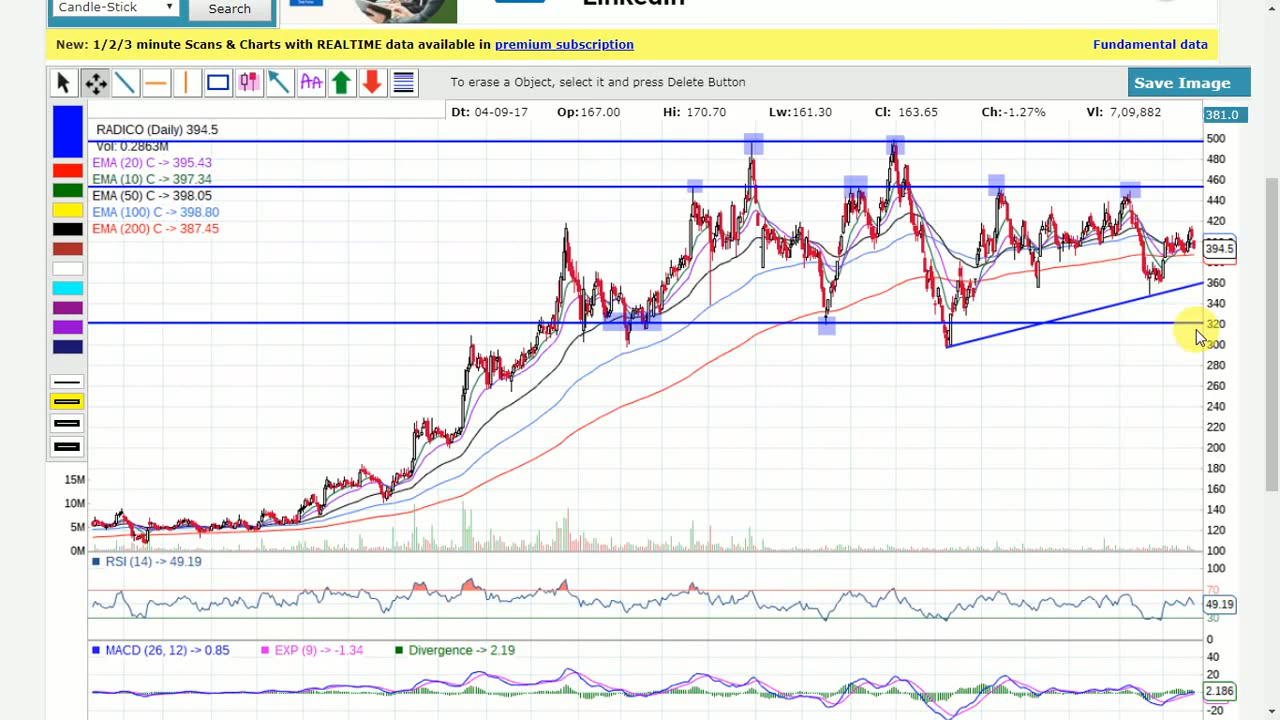 Candle-Stick
Search
New: 1/2/3 minute Scans & Charts with REALTIME data available in premium subscription
Fundamental data
To erase a Object, select it and press Delete Button
Save Image
Dt: 04-09-17 Op:167.00 Hi: 170.70 Lw:161.30 Cl: 163.65 Ch:-1.27% Vl: 7,09,882
381.0
RADICO (Daily) 394.5
Vol: 0.2863M
EMA (20) C -> 395.43
EMA (10) C -> 397.34
EMA (50) C -> 398.05
EMA (100) C -> 398.80
EMA (200) C -> 387.45
500
480
460
440
420
394.5
360
340
320
300
280
260
240
220
200
180
160
140
120
100
15M
10M
5M
0M
RSI (14) -> 49.19
100
70
49.19
30
0
MACD (26, 12) -> 0.85 EXP (9) -> -1.34 Divergence -> 2.19
40
20
2.186
-20